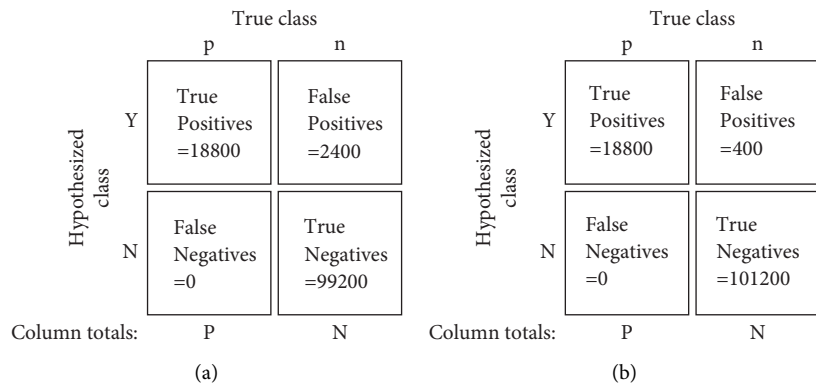 True class
p n
Y
True
Positives
=18800
False
Positives
=2400
Hypothesized
class
N
False
Negatives
=0
True
Negatives
=99200
Column totals: P N
(a)
True class
p n
Y
True
Positives
=18800
False
Positives
=400
Hypothesized
class
N
False
Negatives
=0
True
Negatives
=101200
Column totals: P N
(b)